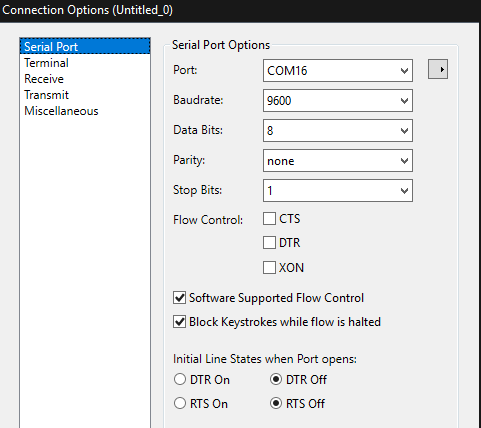 Connection Options (Untitled_0)
Serial Port
Terminal
Receive
Transmit
Miscellaneous
Serial Port Options
Port: COM16
Baudrate: 9600
Data Bits: 8
Parity: none
Stop Bits: 1
Flow Control: CTS
DTR
XON
Software Supported Flow Control
Block Keystrokes while flow is halted
Initial Line States when Port opens:
DTR On DTR Off
RTS On RTS Off